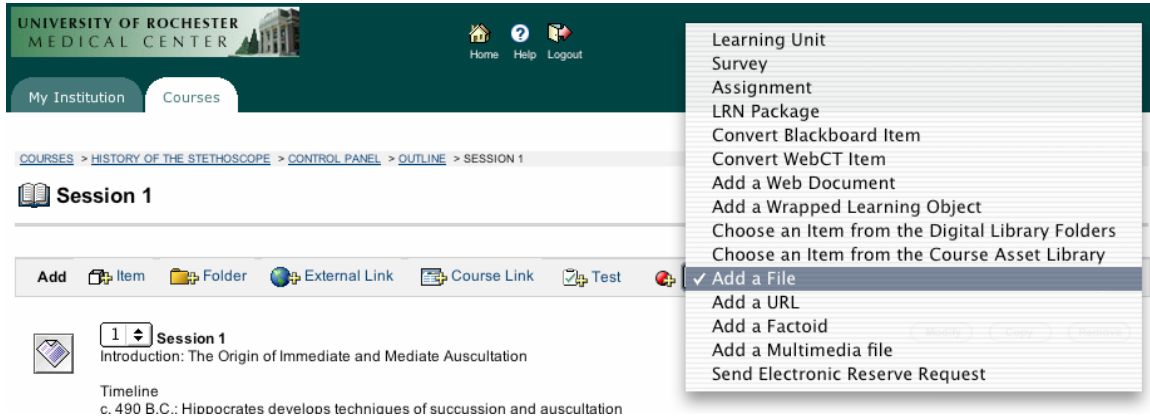 UNIVERSITY OF ROCHESTER
MEDICAL CENTER
Home Help Logout
My Institution Courses
COURSES > HISTORY OF THE STETHOSCOPE > CONTROL PANEL > OUTLINE > SESSION 1
Session 1
Add Item Folder External Link Course Link Test
1 Session 1
Modify Copy Remove
Introduction: The Origin of Immediate and Mediate Auscultation
Timeline
c. 490 B.C.: Hippocrates develops techniques of succussion and auscultation
Learning Unit
Survey
Assignment
LRN Package
Convert Blackboard Item
Convert WebCT Item
Add a Web Document
Add a Wrapped Learning Object
Choose an Item from the Digital Library Folders
Choose an Item from the Course Asset Library
✓ Add a File
Add a URL
Add a Factoid
Add a Multimedia file
Send Electronic Reserve Request